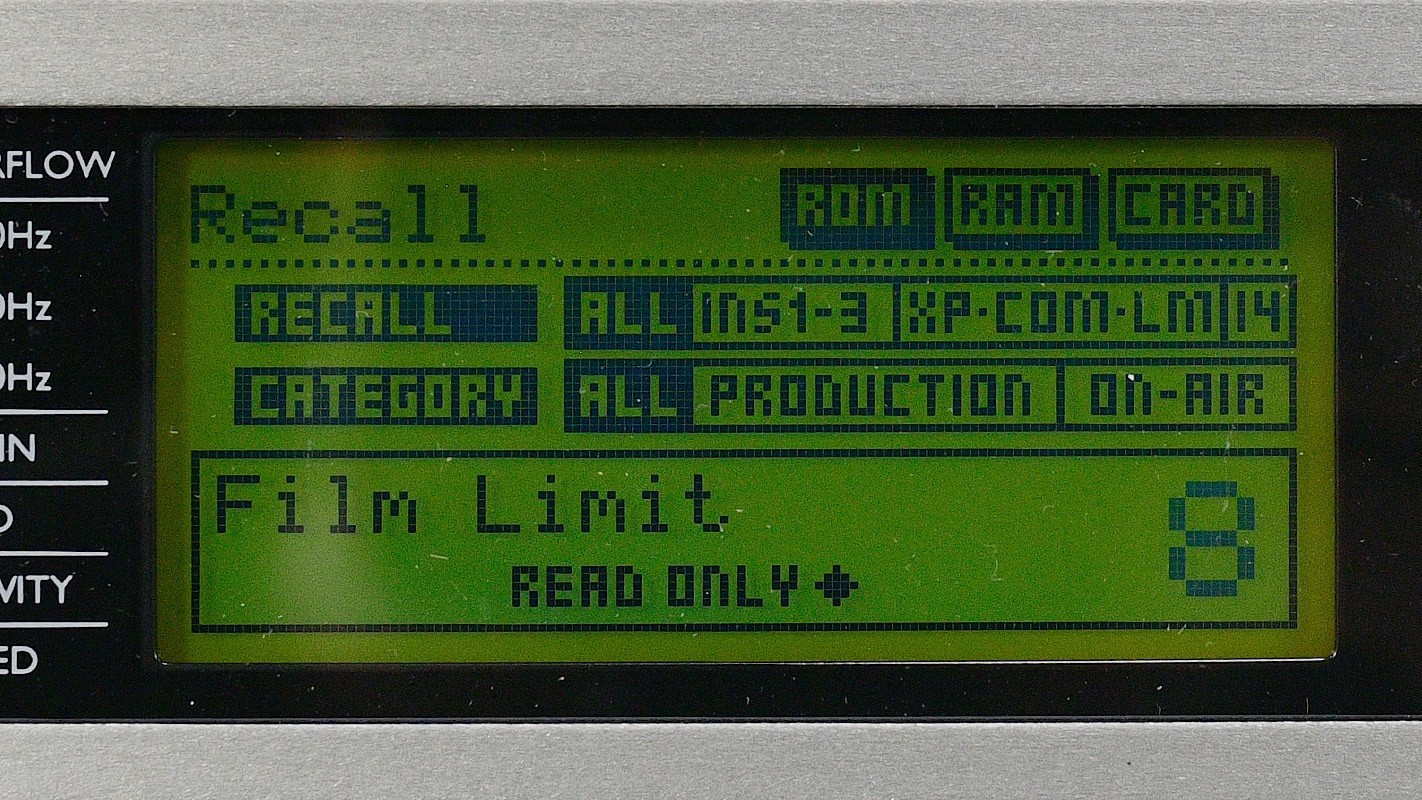 Recall ROM RAM CARD
RECALL ALL INS1-3 XP·COM·LM 14
CATEGORY ALL PRODUCTION ON-AIR
Film Limit 8
READ ONLY
RFLOW
0Hz
0Hz
0Hz
IN
VITY
ED